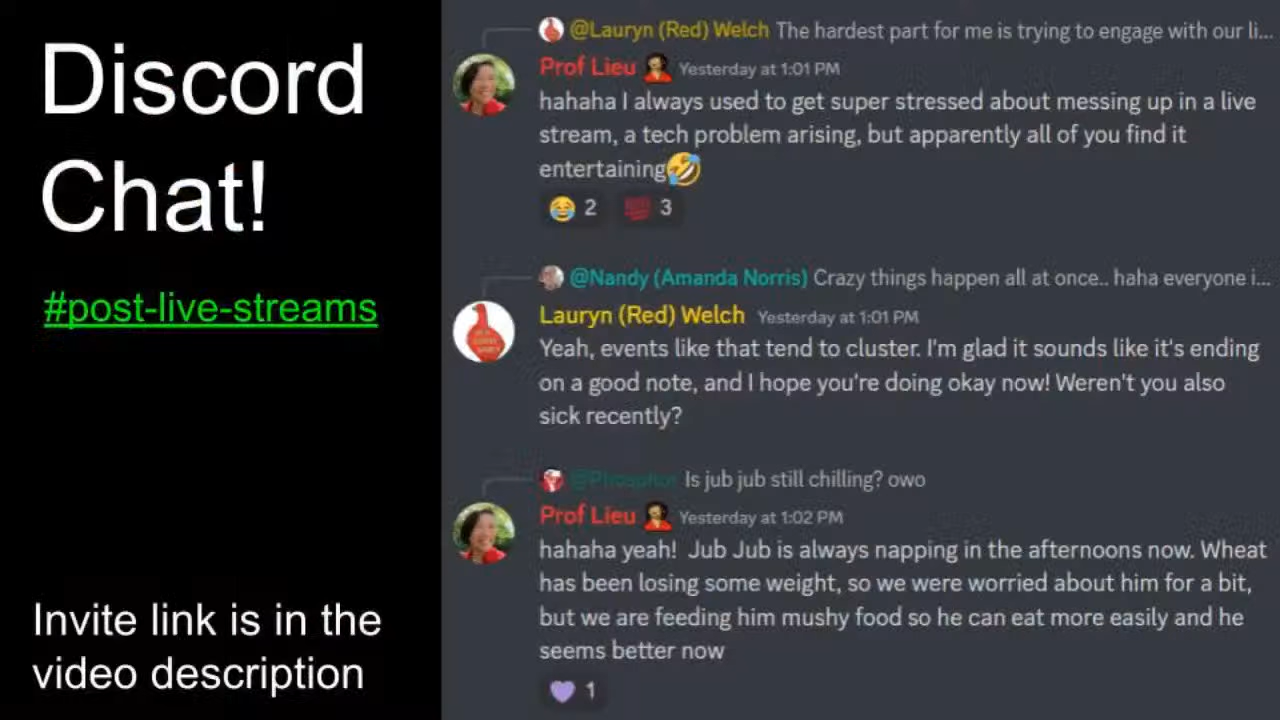 Discord
Chat!
#post-live-streams
Invite link is in the
video description
@Lauryn (Red) Welch The hardest part for me is trying to engage with our li...
Prof Lieu Yesterday at 1:01 PM
hahaha I always used to get super stressed about messing up in a live
stream, a tech problem arising, but apparently all of you find it
entertaining🤣
😂 2 💯 3
@Nandy (Amanda Norris) Crazy things happen all at once.. haha everyone i...
Lauryn (Red) Welch Yesterday at 1:01 PM
Yeah, events like that tend to cluster. I'm glad it sounds like it's ending
on a good note, and I hope you're doing okay now! Weren't you also
sick recently?
@Phosphor Is jub jub still chilling? owo
Prof Lieu Yesterday at 1:02 PM
hahaha yeah! Jub Jub is always napping in the afternoons now. Wheat
has been losing some weight, so we were worried about him for a bit,
but we are feeding him mushy food so he can eat more easily and he
seems better now
💜 1